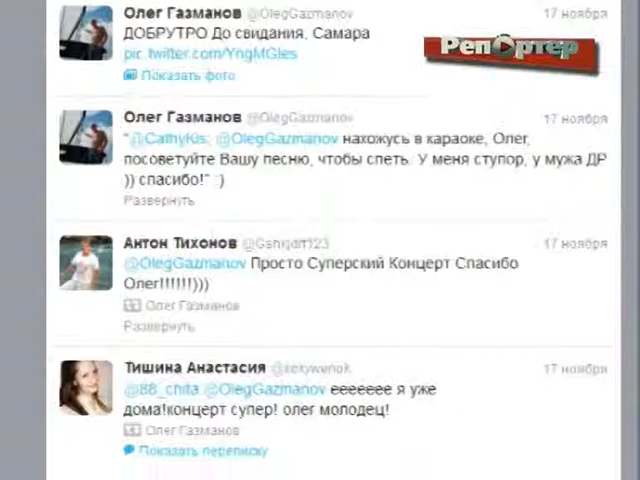 Олег Газманов @OlegGazmanov 17 ноября
ДОБРУТРО До свидания, Самара
pic.twitter.com/YngMGles
Показать фото
Репортер
Олег Газманов @OlegGazmanov 17 ноября
"@CathyKis: @OlegGazmanov нахожусь в караоке, Олег,
посоветуйте Вашу песню, чтобы спеть. У меня ступор, у мужа ДР
)) спасибо!" :)
Развернуть
Антон Тихонов 17 ноября
@OlegGazmanov Просто Суперский Концерт Спасибо
Олег!!!!!!)))
Олег Газманов
Развернуть
Тишина Анастасия 17 ноября
@88_chita @OlegGazmanov еееееее я уже
дома!концерт супер! олег молодец!
Олег Газманов
Показать переписку